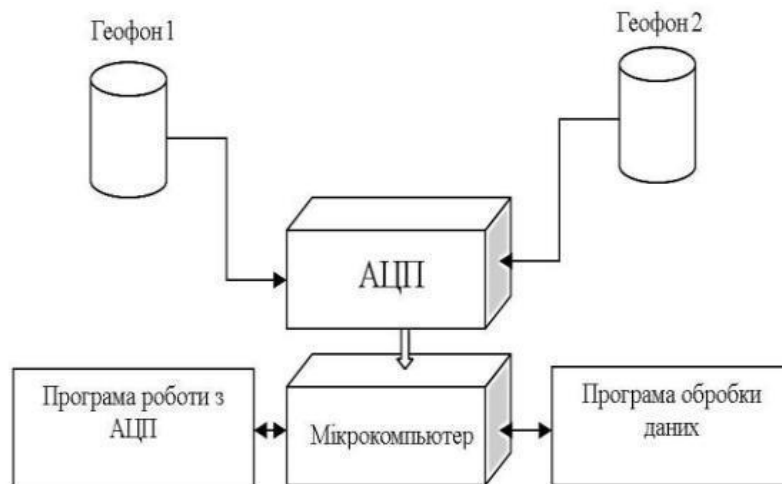 Геофон 1
Геофон 2
АЦП
Програма роботи з
АЦП
Мікрокомпьютер
Програма обробки
даних